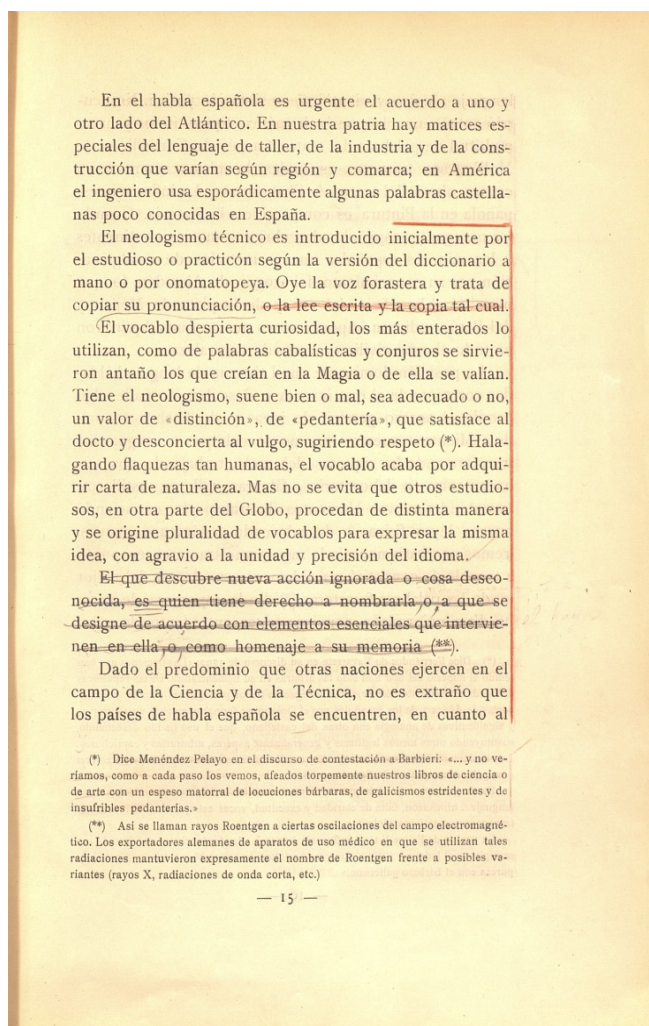 En el habla española es urgente el acuerdo a uno y
otro lado del Atlántico. En nuestra patria hay matices es-
peciales del lenguaje de taller, de la industria y de la cons-
trucción que varían según región y comarca; en América
el ingeniero usa esporádicamente algunas palabras castella-
nas poco conocidas en España.
El neologismo técnico es introducido inicialmente por
el estudioso o practicón según la versión del diccionario a
mano o por onomatopeya. Oye la voz forastera y trata de
copiar su pronunciación, o la lee escrita y la copia tal cual.
El vocablo despierta curiosidad, los más enterados lo
utilizan, como de palabras cabalísticas y conjuros se sirvie-
ron antaño los que creían en la Magia o de ella se valían.
Tiene el neologismo, suene bien o mal, sea adecuado o no,
un valor de «distinción», de «pedantería», que satisface al
docto y desconcierta al vulgo, sugiriendo respeto (*). Hala-
gando flaquezas tan humanas, el vocablo acaba por adqui-
rir carta de naturaleza. Mas no se evita que otros estudio-
sos, en otra parte del Globo, procedan de distinta manera
y se origine pluralidad de vocablos para expresar la misma
idea, con agravio a la unidad y precisión del idioma.
El que descubre nueva acción ignorada o cosa desco-
nocida, es quien tiene derecho a nombrarla, o, a que se
designe de acuerdo con elementos esenciales que intervie-
nen en ella, o, como homenaje a su memoria (**).
Dado el predominio que otras naciones ejercen en el
campo de la Ciencia y de la Técnica, no es extraño que
los países de habla española se encuentren, en cuanto al
(*) Dice Menéndez Pelayo en el discurso de contestación a Barbieri: «... y no ve-
ríamos, como a cada paso los vemos, afeados torpemente nuestros libros de ciencia o
de arte con un espeso matorral de locuciones bárbaras, de galicismos estridentes y de
insufribles pedanterías.»
(**) Así se llaman rayos Roentgen a ciertas oscilaciones del campo electromagné-
tico. Los exportadores alemanes de aparatos de uso médico en que se utilizan tales
radiaciones mantuvieron expresamente el nombre de Roentgen frente a posibles va-
riantes (rayos X, radiaciones de onda corta, etc.)
— 15 —